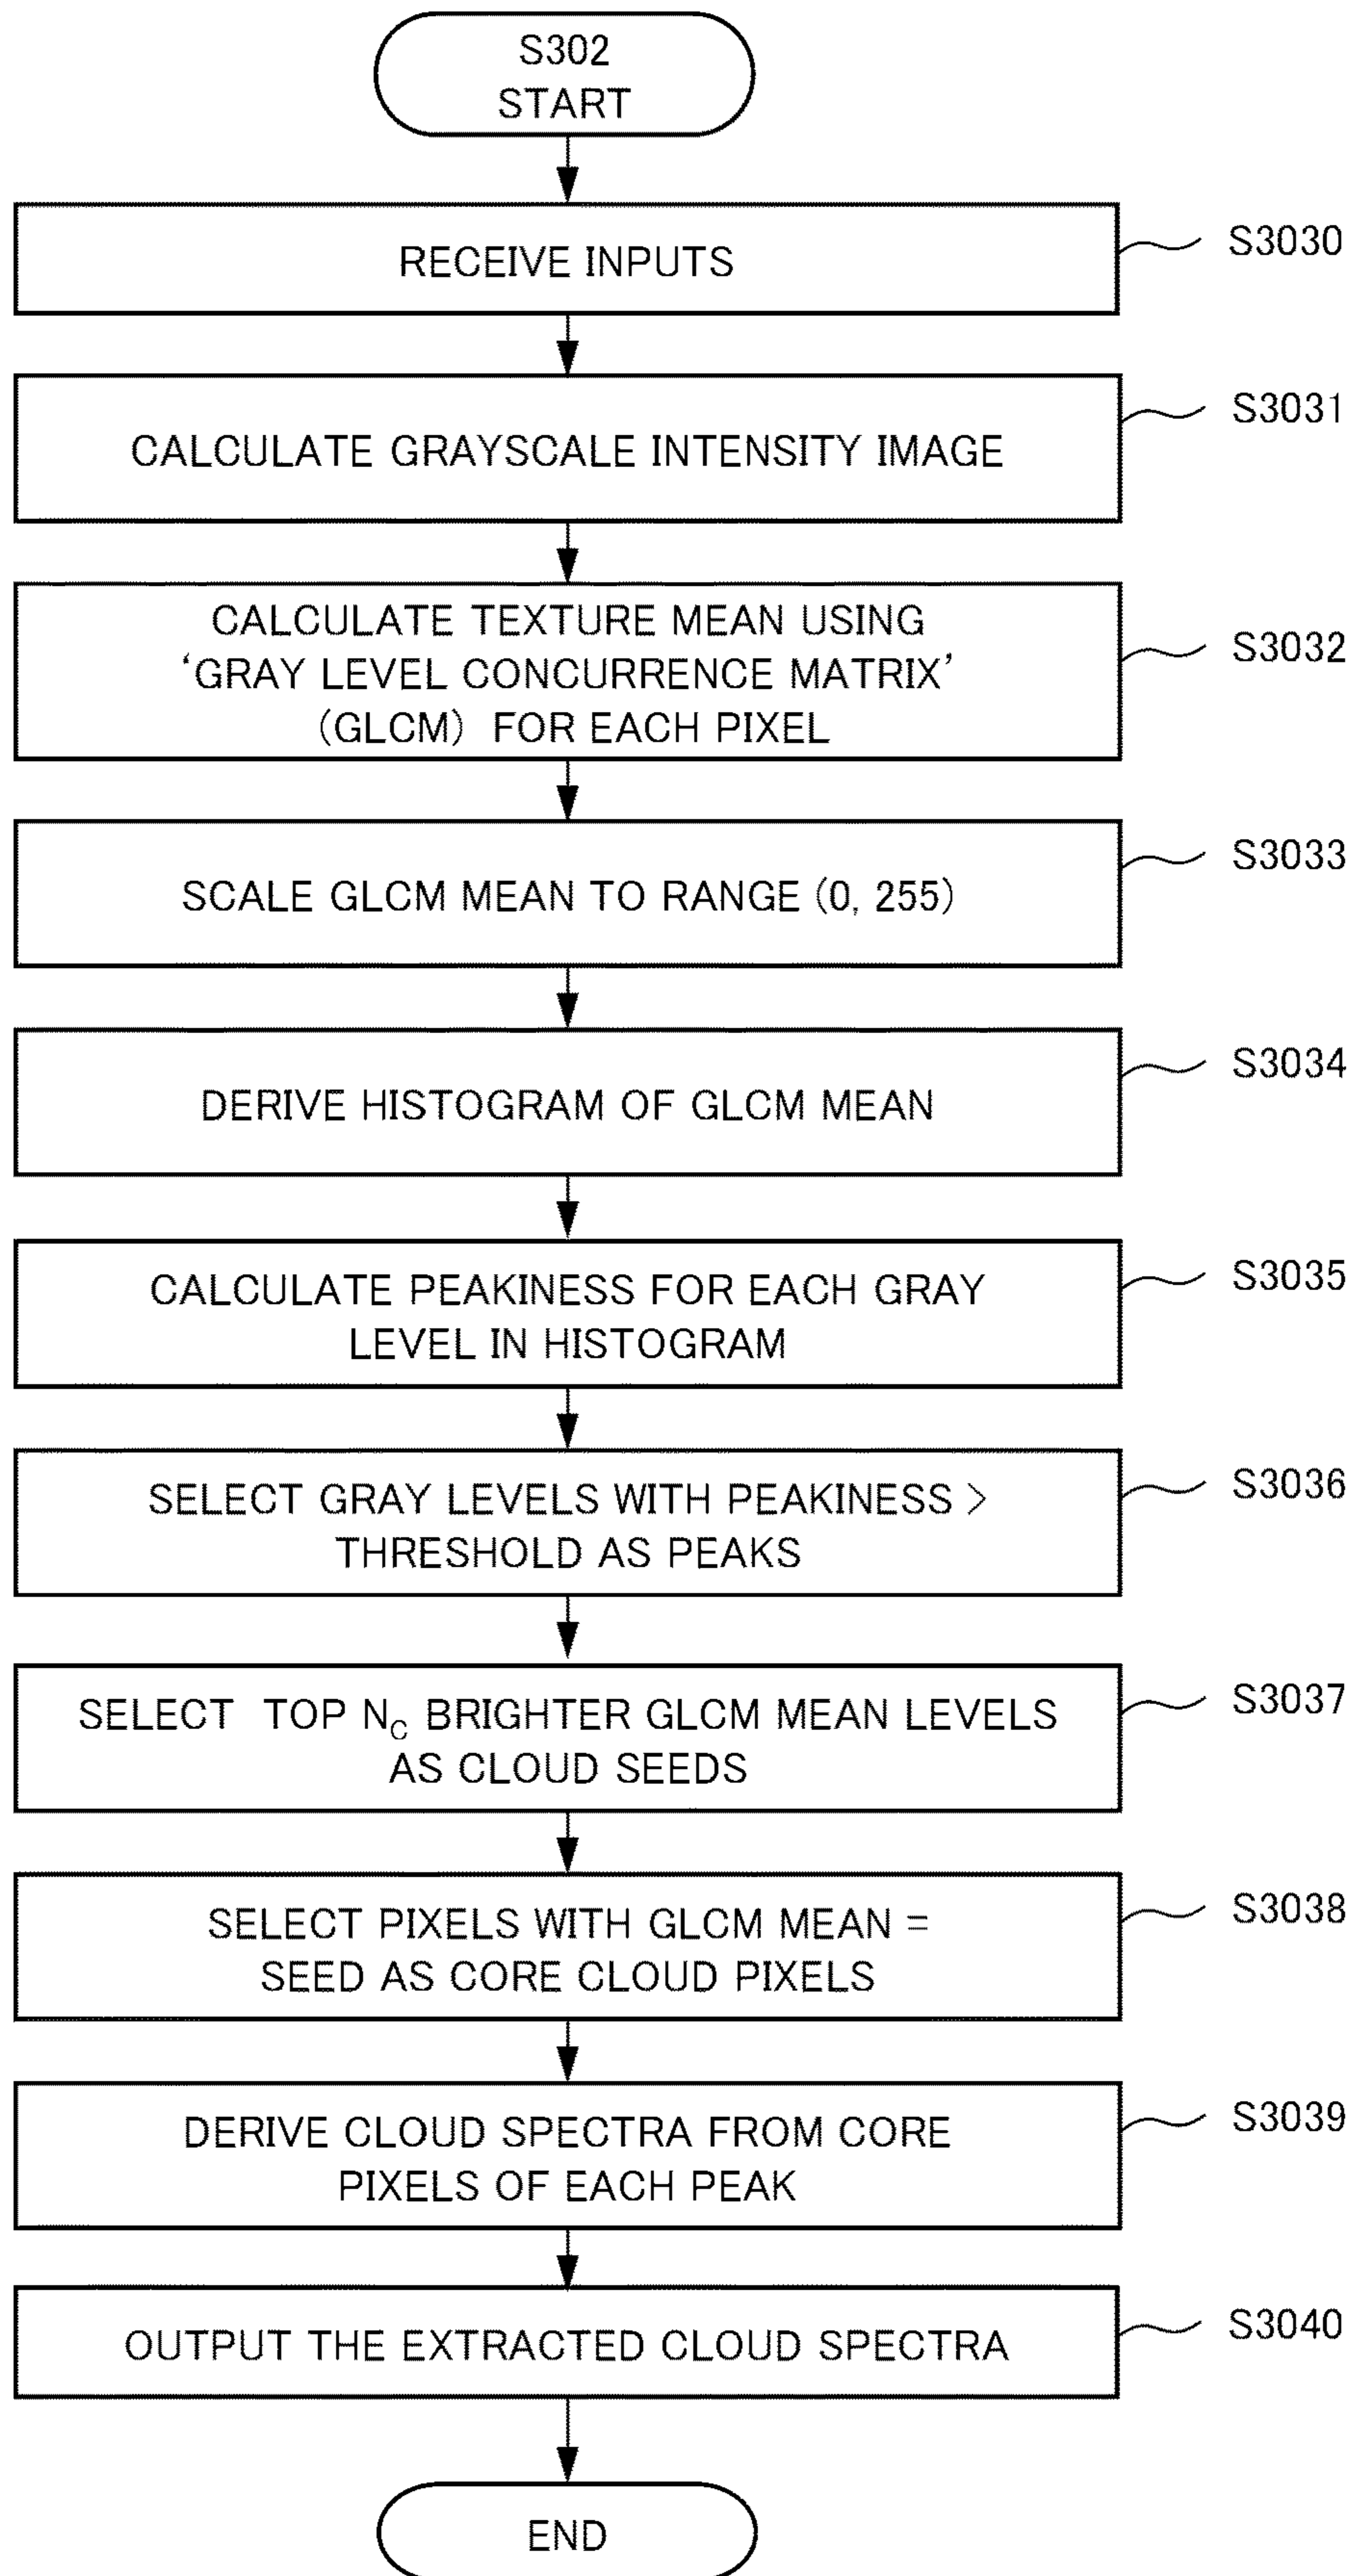 S302
START
RECEIVE INPUTS
S3030
CALCULATE GRAYSCALE INTENSITY IMAGE
S3031
CALCULATE TEXTURE MEAN USING
‘GRAY LEVEL CONCURRENCE MATRIX’
(GLCM) FOR EACH PIXEL
S3032
SCALE GLCM MEAN TO RANGE (0, 255)
S3033
DERIVE HISTOGRAM OF GLCM MEAN
S3034
CALCULATE PEAKINESS FOR EACH GRAY
LEVEL IN HISTOGRAM
S3035
SELECT GRAY LEVELS WITH PEAKINESS >
THRESHOLD AS PEAKS
S3036
SELECT TOP NC BRIGHTER GLCM MEAN LEVELS
AS CLOUD SEEDS
S3037
SELECT PIXELS WITH GLCM MEAN =
SEED AS CORE CLOUD PIXELS
S3038
DERIVE CLOUD SPECTRA FROM CORE
PIXELS OF EACH PEAK
S3039
OUTPUT THE EXTRACTED CLOUD SPECTRA
S3040
END